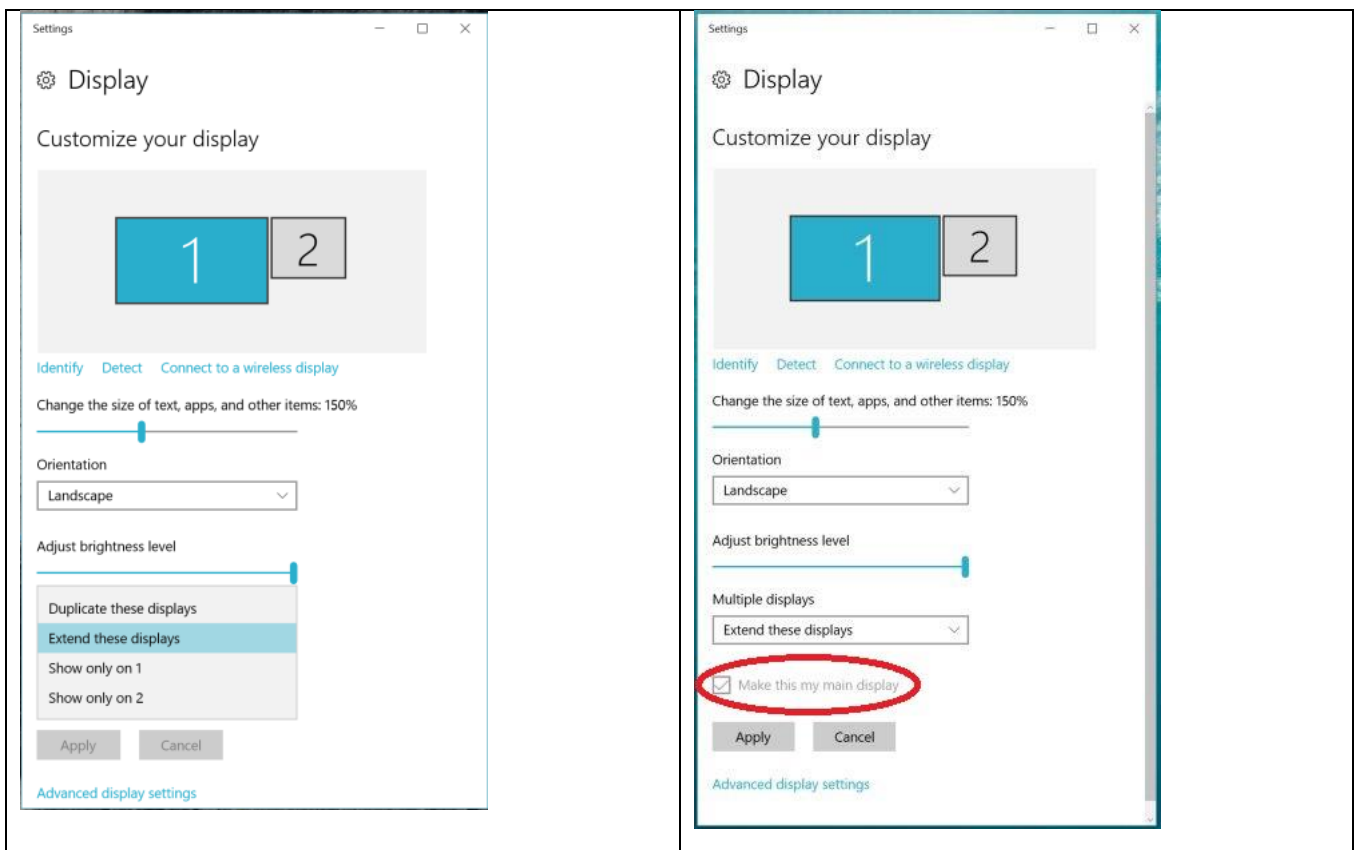 Settings
Display
Customize your display
1
2
Identify Detect Connect to a wireless display
Change the size of text, apps, and other items: 150%
Orientation
Landscape
Adjust brightness level
Duplicate these displays
Extend these displays
Show only on 1
Show only on 2
Apply Cancel
Advanced display settings
Settings
Display
Customize your display
1
2
Identify Detect Connect to a wireless display
Change the size of text, apps, and other items: 150%
Orientation
Landscape
Adjust brightness level
Multiple displays
Extend these displays
Make this my main display
Apply Cancel
Advanced display settings